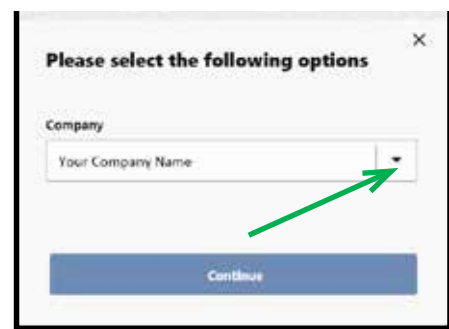 Please select the following options
Company
Your Company Name
Continue